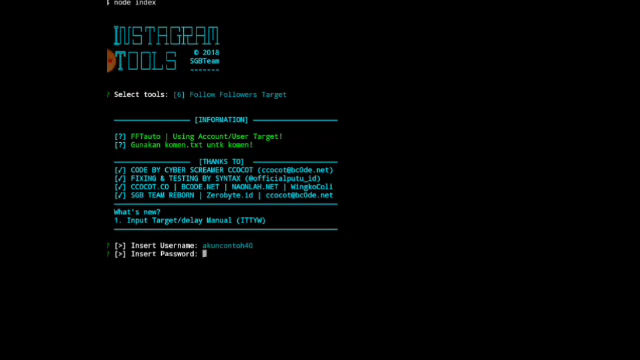 $ node index
INSTAGRAM
TOOLS
© 2018
SGBTeam
-------
? Select tools: [6] Follow Followers Target
[INFORMATION]
[?] FFTauto | Using Account/User Target!
[?] Gunakan komen.txt untk komen!
[THANKS TO]
[√] CODE BY CYBER SCREAMER CCOCOT (ccocot@bc0de.net)
[√] FIXING & TESTING BY SYNTAX (@officialputu_id)
[√] CCOCOT.CO | BC0DE.NET | NAONLAH.NET | WingkoColi
[√] SGB TEAM REBORN | Zerobyte.id | ccocot@bc0de.net
What's new?
1. Input Target/delay Manual (ITTYW)
? [>] Insert Username: akuncontoh40
? [>] Insert Password: